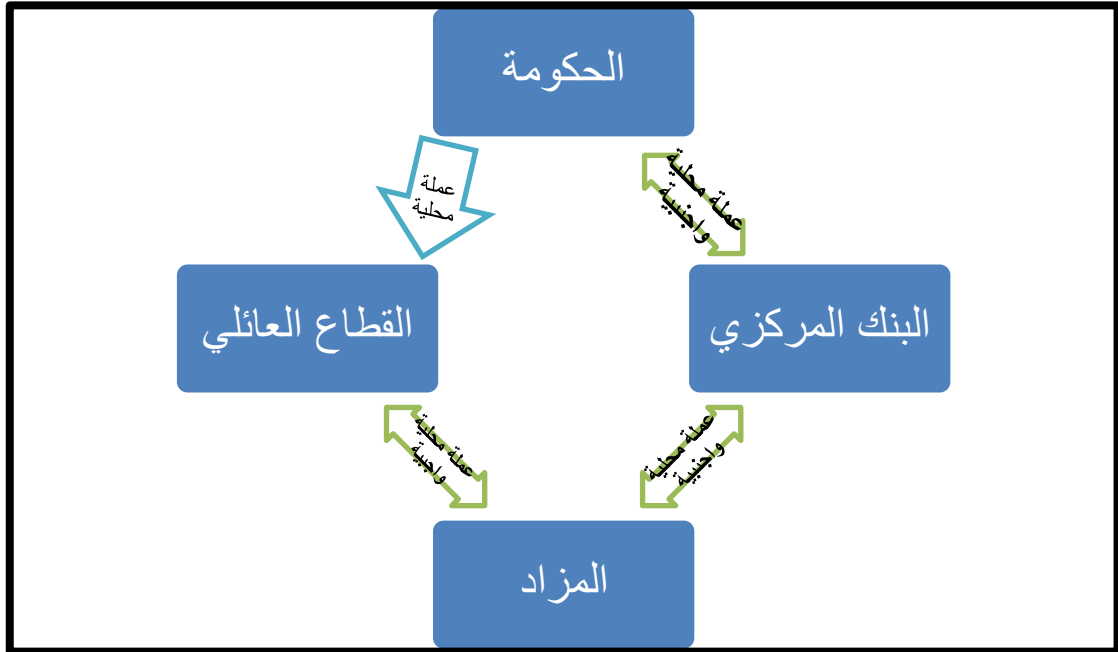 الحكومة
عملة
محلية
عملة محلية
واجنبية
القطاع العائلي
البنك المركزي
عملة محلية
واجنبية
عملة محلية
واجنبية
المزاد